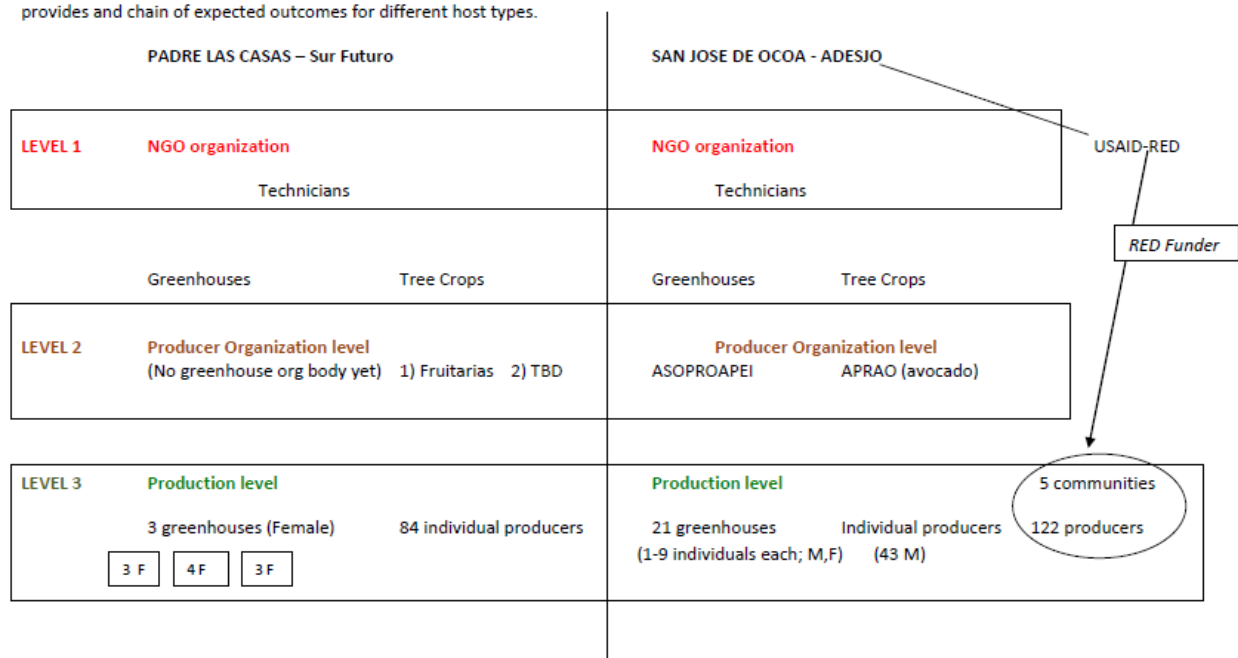 provides and chain of expected outcomes for different host types.
PADRE LAS CASAS – Sur Futuro
SAN JOSE DE OCOA - ADESJO
LEVEL 1 NGO organization NGO organization USAID-RED
Technicians Technicians
RED Funder
Greenhouses Tree Crops Greenhouses Tree Crops
LEVEL 2 Producer Organization level Producer Organization level
(No greenhouse org body yet) 1) Fruitarias 2) TBD ASOPROAPEI APRAO (avocado)
LEVEL 3 Production level Production level 5 communities
3 greenhouses (Female) 84 individual producers 21 greenhouses Individual producers 122 producers
(1-9 individuals each; M,F) (43 M)
3 F 4 F 3 F